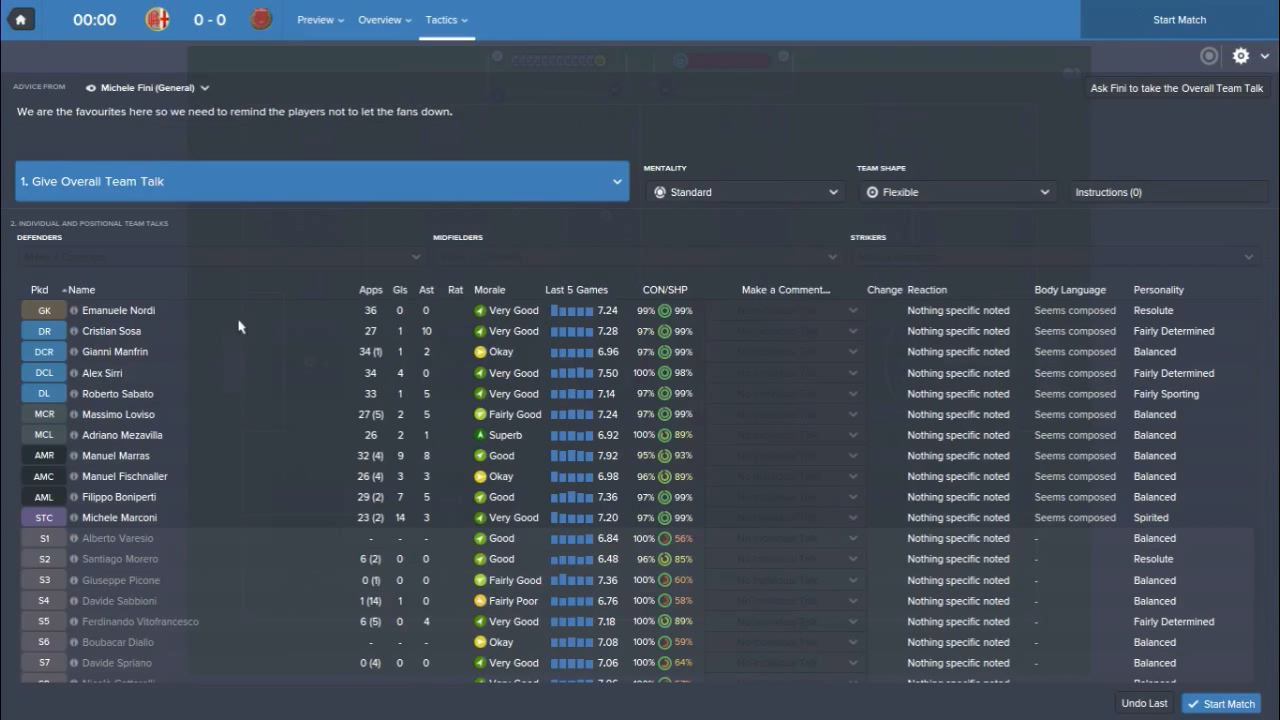 00:00 0 - 0 Preview Overview Tactics Start Match
ADVICE FROM Michele Fini (General) Ask Fini to take the Overall Team Talk
We are the favourites here so we need to remind the players not to let the fans down.
MENTALITY TEAM SHAPE
1. Give Overall Team Talk Standard Flexible Instructions (0)
2. INDIVIDUAL AND POSITIONAL TEAM TALKS
DEFENDERS MIDFIELDERS STRIKERS
Pkd Name Apps Gls Ast Rat Morale Last 5 Games CON/SHP Make a Comment... Change Reaction Body Language Personality
GK Emanuele Nordi 36 0 0 Very Good 7.24 99% 99% Nothing specific noted Seems composed Resolute
DR Cristian Sosa 27 1 10 Very Good 7.28 97% 99% Nothing specific noted Seems composed Fairly Determined
DCR Gianni Manfrin 34 (1) 1 2 Okay 6.96 97% 99% Nothing specific noted Seems composed Balanced
DCL Alex Sirri 34 4 0 Very Good 7.50 100% 98% Nothing specific noted Seems composed Fairly Determined
DL Roberto Sabato 33 1 5 Very Good 7.14 97% 99% Nothing specific noted Seems composed Fairly Sporting
MCR Massimo Loviso 27 (5) 2 5 Fairly Good 7.24 97% 99% Nothing specific noted Seems composed Balanced
MCL Adriano Mezavilla 26 2 1 Superb 6.92 100% 89% Nothing specific noted Seems composed Balanced
AMR Manuel Marras 32 (4) 9 8 Good 7.92 95% 93% Nothing specific noted Seems composed Balanced
AMC Manuel Fischnaller 26 (4) 3 3 Okay 6.98 96% 89% Nothing specific noted Seems composed Balanced
AML Filippo Boniperti 29 (2) 7 5 Good 7.36 97% 99% Nothing specific noted Seems composed Balanced
STC Michele Marconi 23 (2) 14 3 Very Good 7.20 97% 99% Nothing specific noted Seems composed Spirited
S1 Alberto Varesio - - - Good 6.84 100% 56% Nothing specific noted - Balanced
S2 Santiago Morero 6 (2) 0 0 Good 6.48 96% 85% Nothing specific noted - Resolute
S3 Giuseppe Picone 0 (1) 0 0 Fairly Good 7.36 100% 60% Nothing specific noted - Balanced
S4 Davide Sabbioni 1 (14) 1 0 Fairly Poor 6.76 100% 58% Nothing specific noted - Balanced
S5 Ferdinando Vitofrancesco 6 (5) 0 4 Very Good 7.18 100% 89% Nothing specific noted - Fairly Determined
S6 Boubacar Diallo - - - Okay 7.08 100% 59% Nothing specific noted - Balanced
S7 Davide Spriano 0 (4) 0 0 Very Good 7.06 100% 64% Nothing specific noted - Balanced
Undo Last Start Match